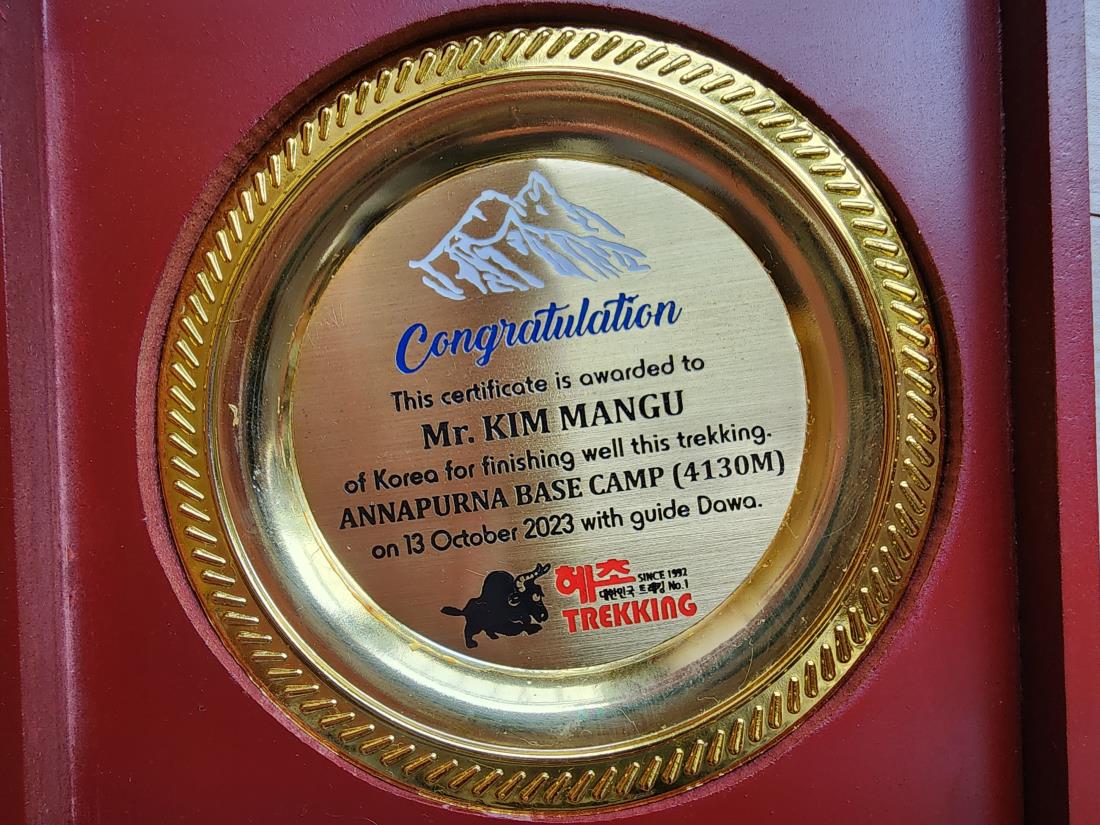 Congratulation
This certificate is awarded to
Mr. KIM MANGU
of Korea for finishing well this trekking.
ANNAPURNA BASE CAMP (4130M)
on 13 October 2023 with guide Dawa.
혜초 SINCE 1992
대한민국 트레킹 No.1
TREKKING